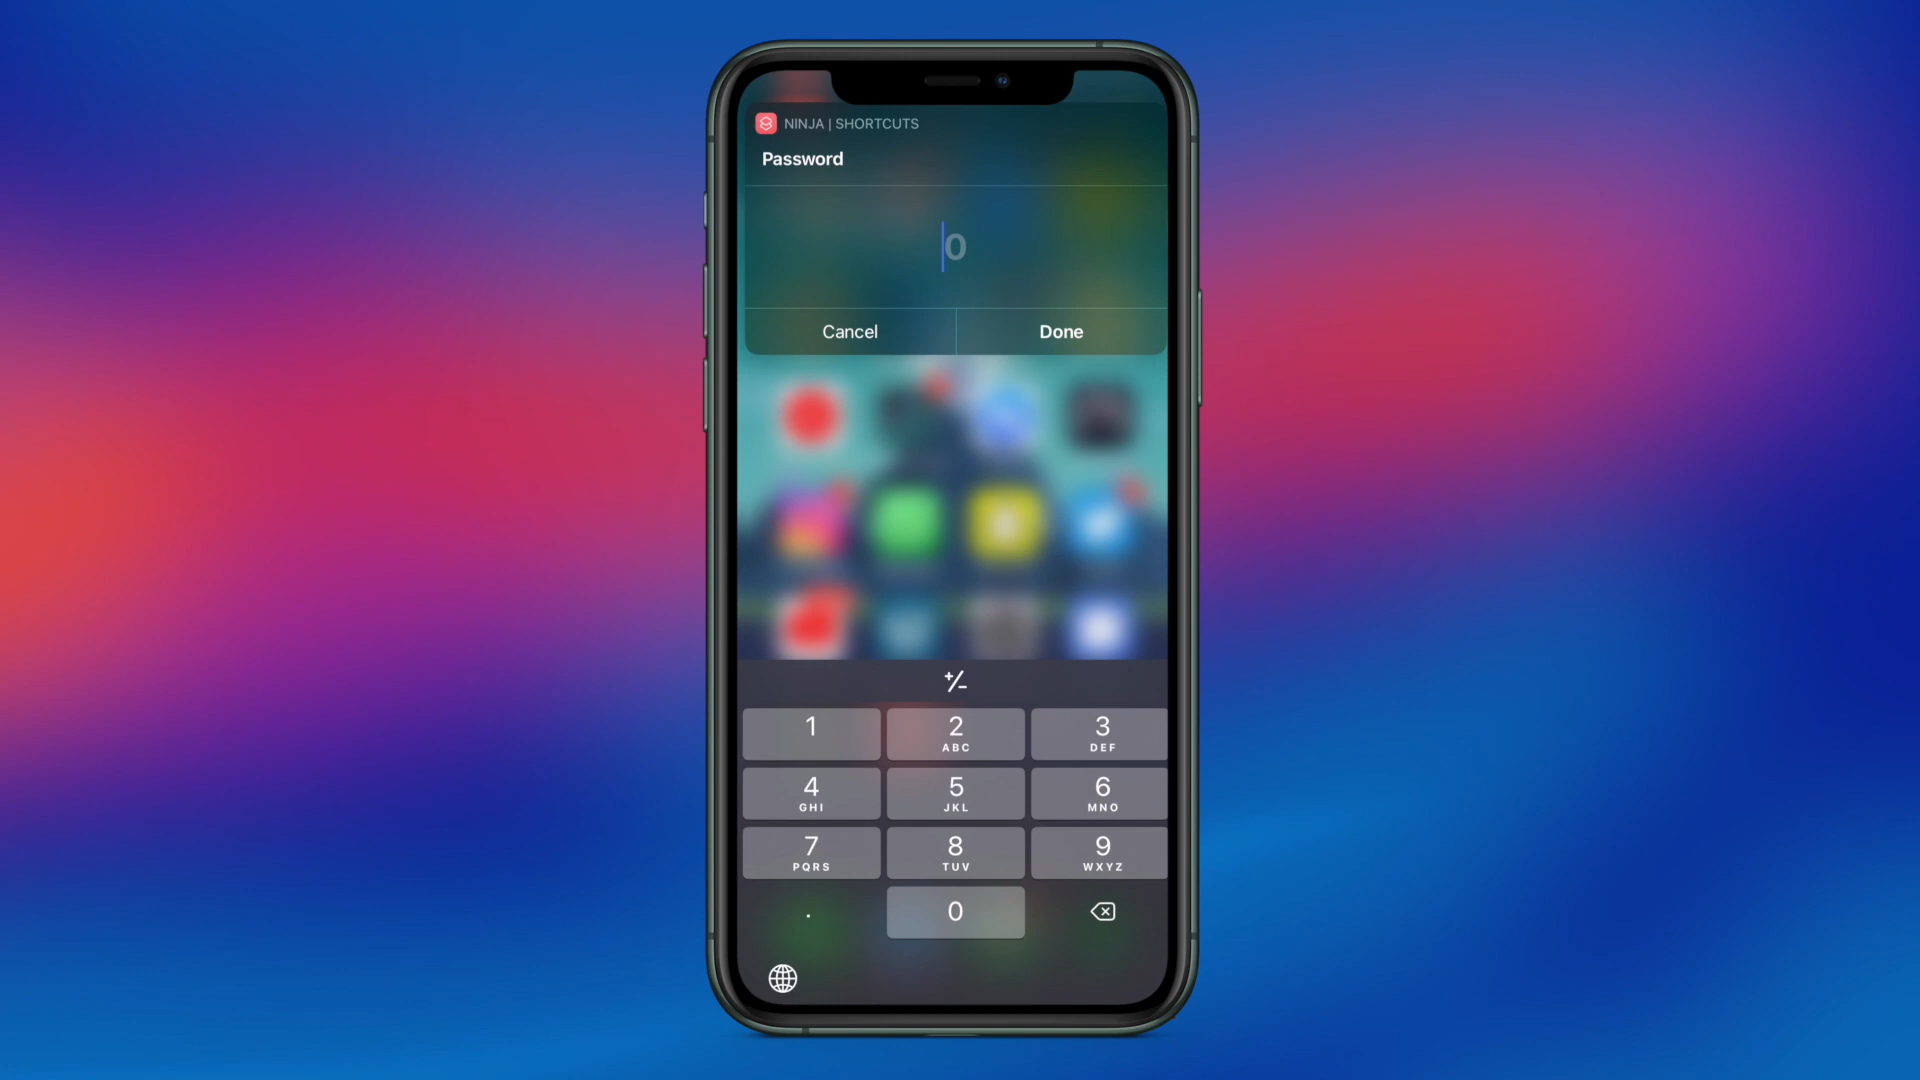 NINJA | SHORTCUTS
Password
0
Cancel
Done
+/-
1
2
ABC
3
DEF
4
GHI
5
JKL
6
MNO
7
PQRS
8
TUV
9
WXYZ
.
0